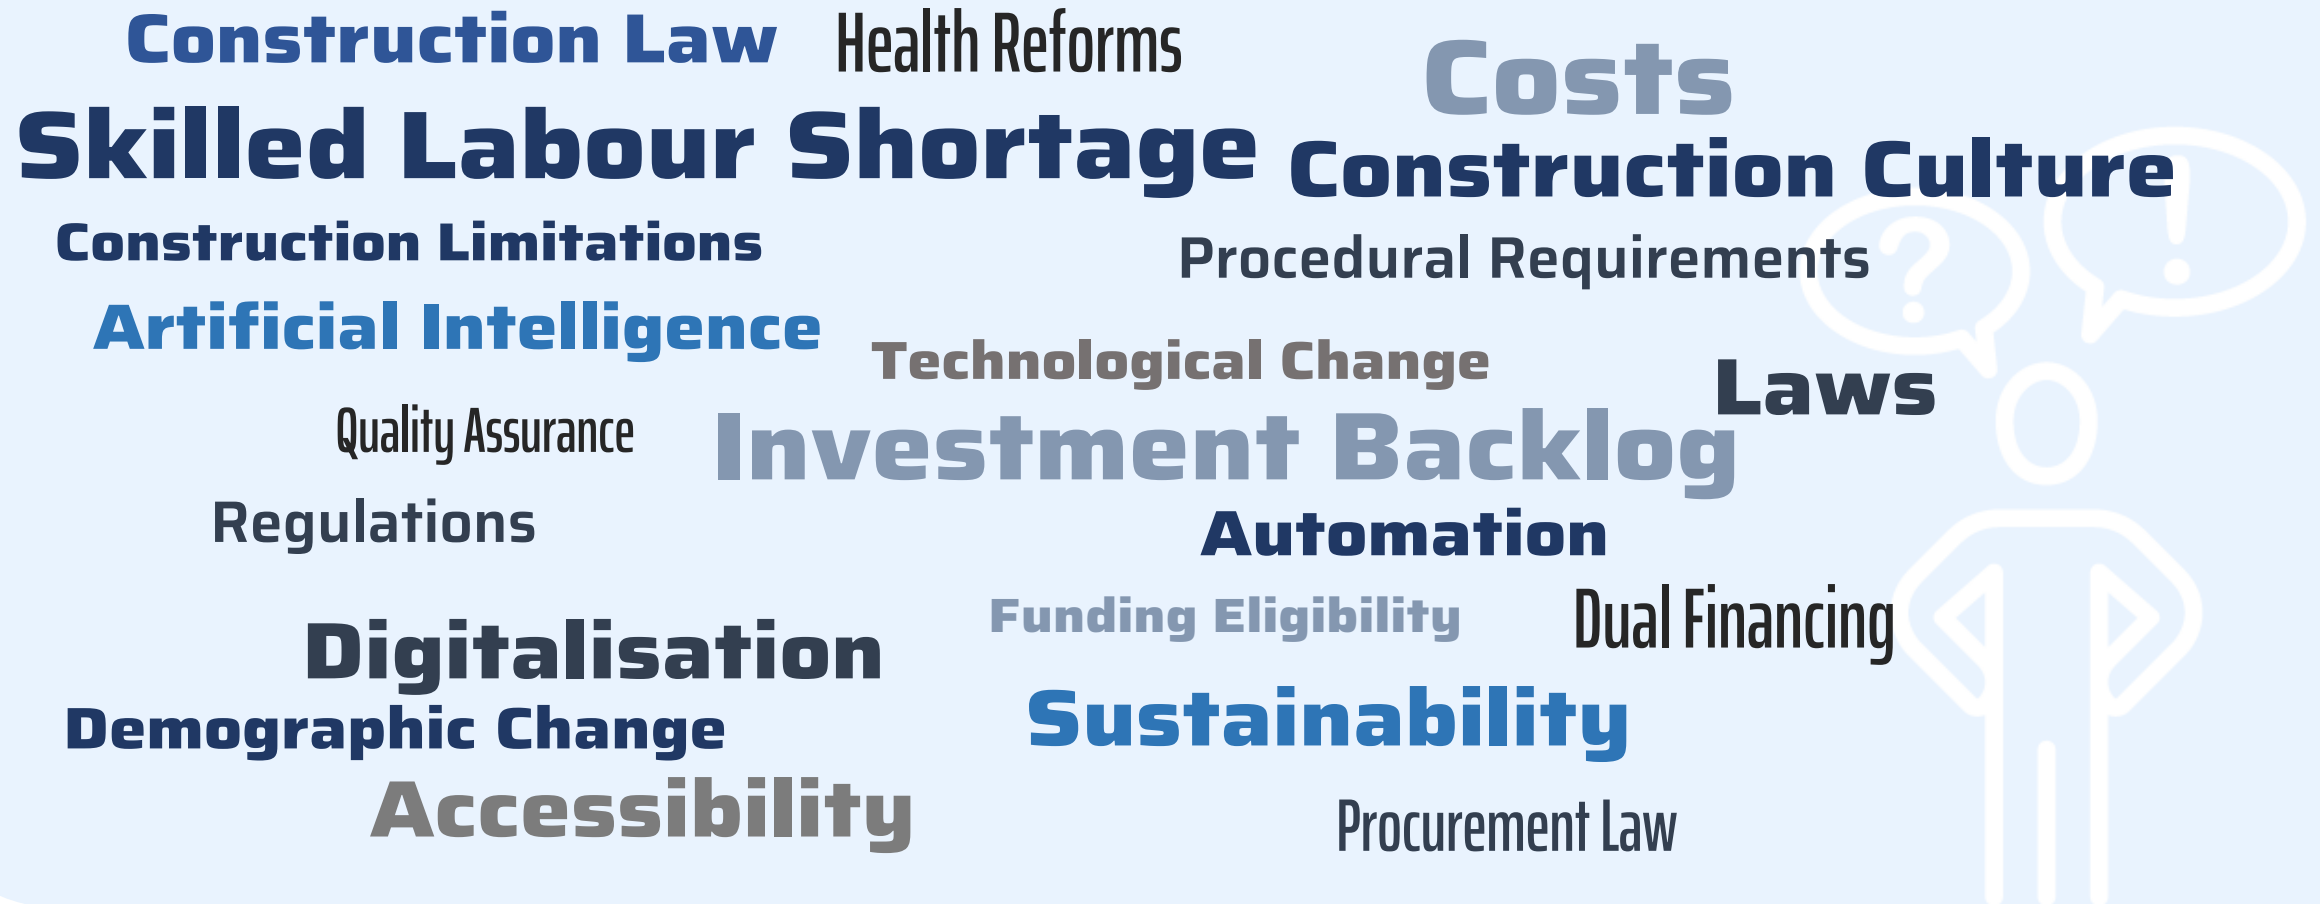 Construction Law
Health Reforms
Costs
Skilled Labour Shortage
Construction Culture
Construction Limitations
Procedural Requirements
Artificial Intelligence
Technological Change
Laws
Quality Assurance
Investment Backlog
Regulations
Automation
Funding Eligibility
Dual Financing
Digitalisation
Demographic Change
Sustainability
Accessibility
Procurement Law
? !